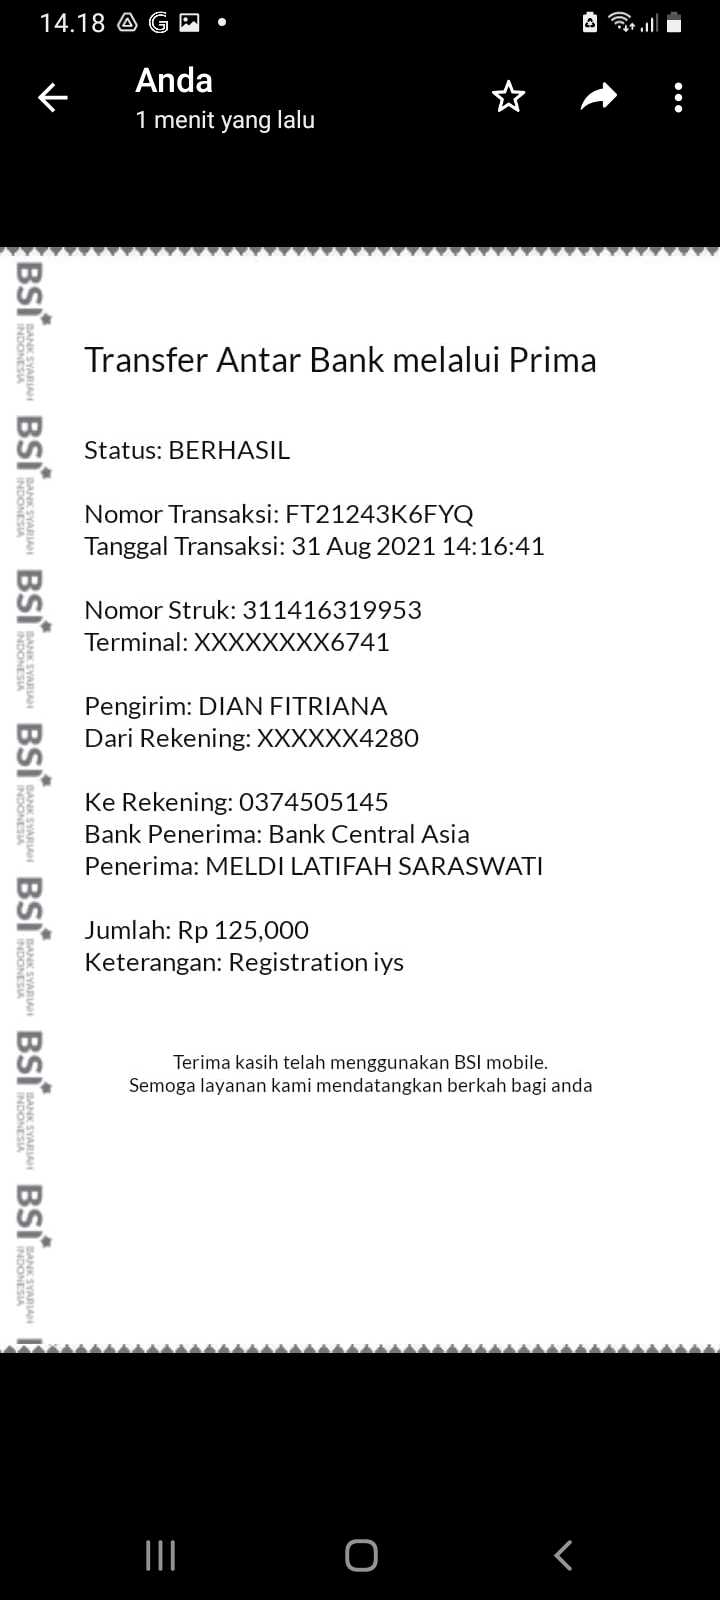 14.18
Anda
1 menit yang lalu
BSI BANK SYARIAH INDONESIA
BSI BANK SYARIAH INDONESIA
BSI BANK SYARIAH INDONESIA
BSI BANK SYARIAH INDONESIA
BSI BANK SYARIAH INDONESIA
BSI BANK SYARIAH INDONESIA
BSI BANK SYARIAH INDONESIA
Transfer Antar Bank melalui Prima
Status: BERHASIL
Nomor Transaksi: FT21243K6FYQ
Tanggal Transaksi: 31 Aug 2021 14:16:41
Nomor Struk: 311416319953
Terminal: XXXXXXXX6741
Pengirim: DIAN FITRIANA
Dari Rekening: XXXXXX4280
Ke Rekening: 0374505145
Bank Penerima: Bank Central Asia
Penerima: MELDI LATIFAH SARASWATI
Jumlah: Rp 125,000
Keterangan: Registration iys
Terima kasih telah menggunakan BSI mobile.
Semoga layanan kami mendatangkan berkah bagi anda